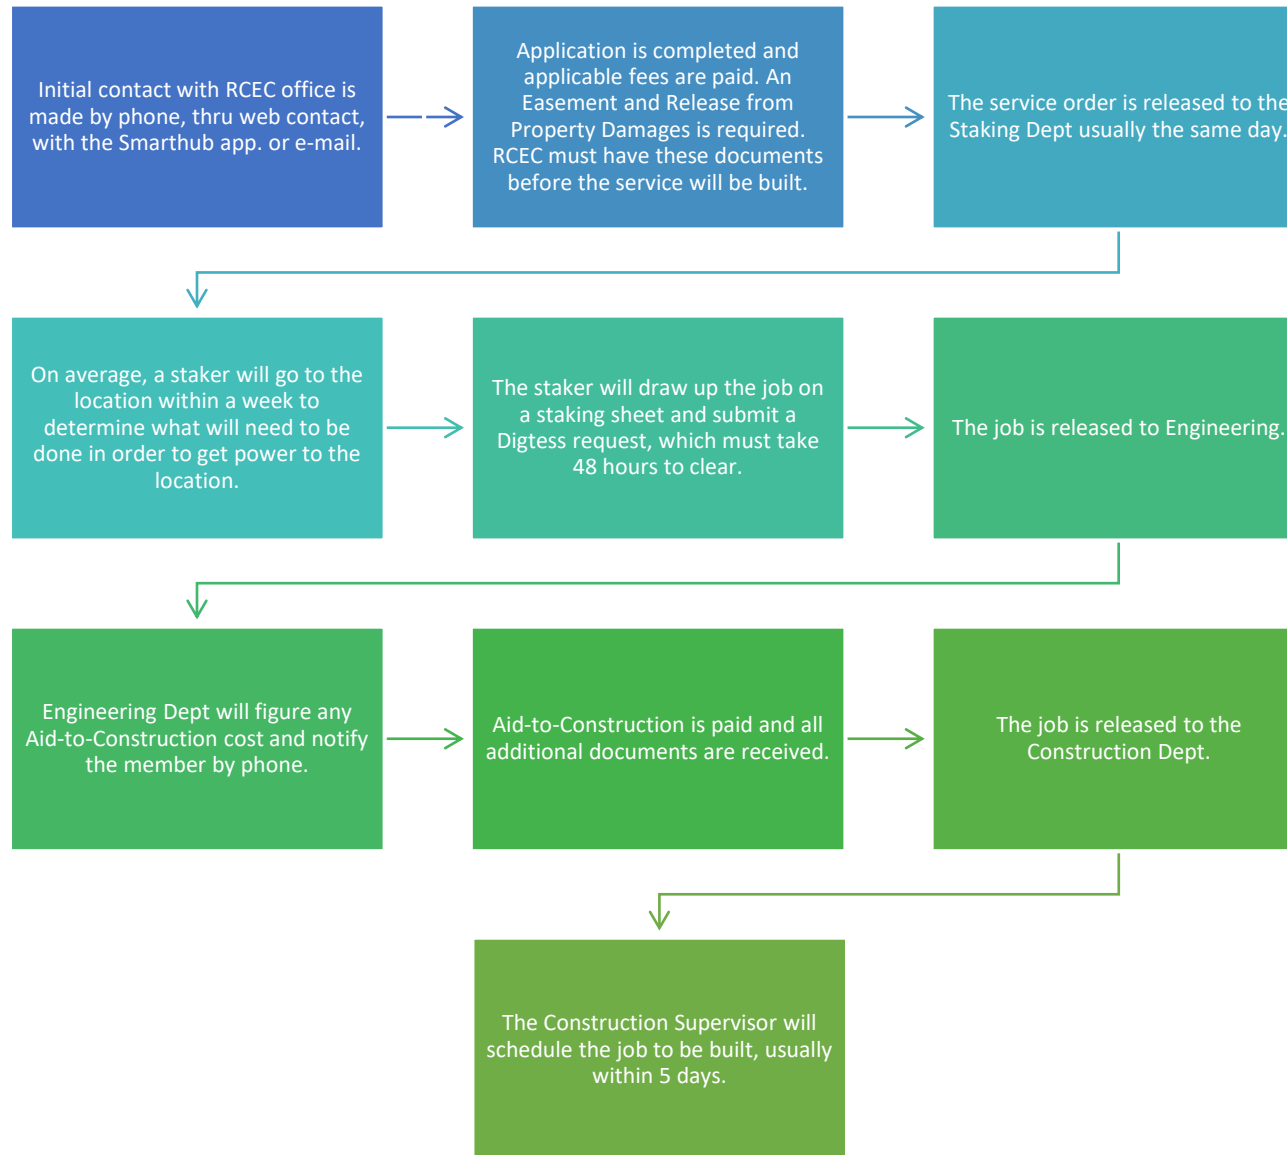 Initial contact with RCEC office is
made by phone, thru web contact,
with the Smarthub app. or e-mail.
Application is completed and
applicable fees are paid. An
Easement and Release from
Property Damages is required.
RCEC must have these documents
before the service will be built.
The service order is released to the
Staking Dept usually the same day.
On average, a staker will go to the
location within a week to
determine what will need to be
done in order to get power to the
location.
The staker will draw up the job on
a staking sheet and submit a
Digtess request, which must take
48 hours to clear.
The job is released to Engineering.
Engineering Dept will figure any
Aid-to-Construction cost and notify
the member by phone.
Aid-to-Construction is paid and all
additional documents are received.
The job is released to the
Construction Dept.
The Construction Supervisor will
schedule the job to be built, usually
within 5 days.